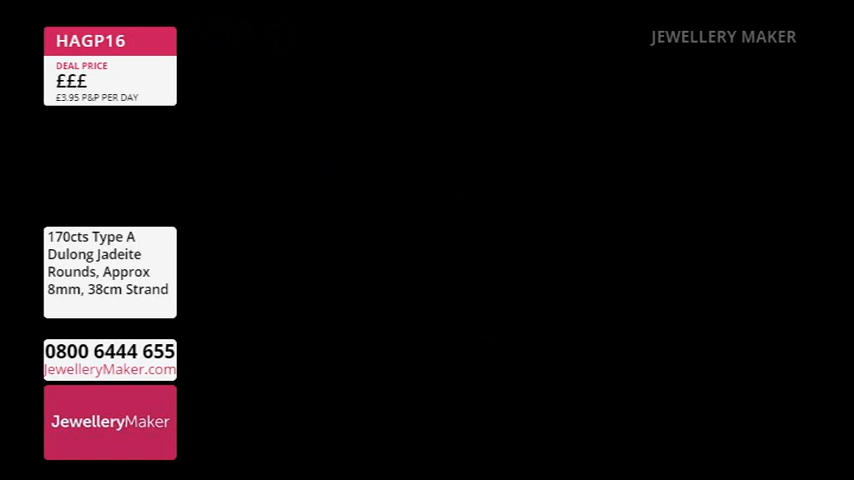 HAGP16
JEWELLERY MAKER
DEAL PRICE
£££
£3.95 P&P PER DAY
170cts Type A
Dulong Jadeite
Rounds, Approx
8mm, 38cm Strand
0800 6444 655
JewelleryMaker.com
JewelleryMaker